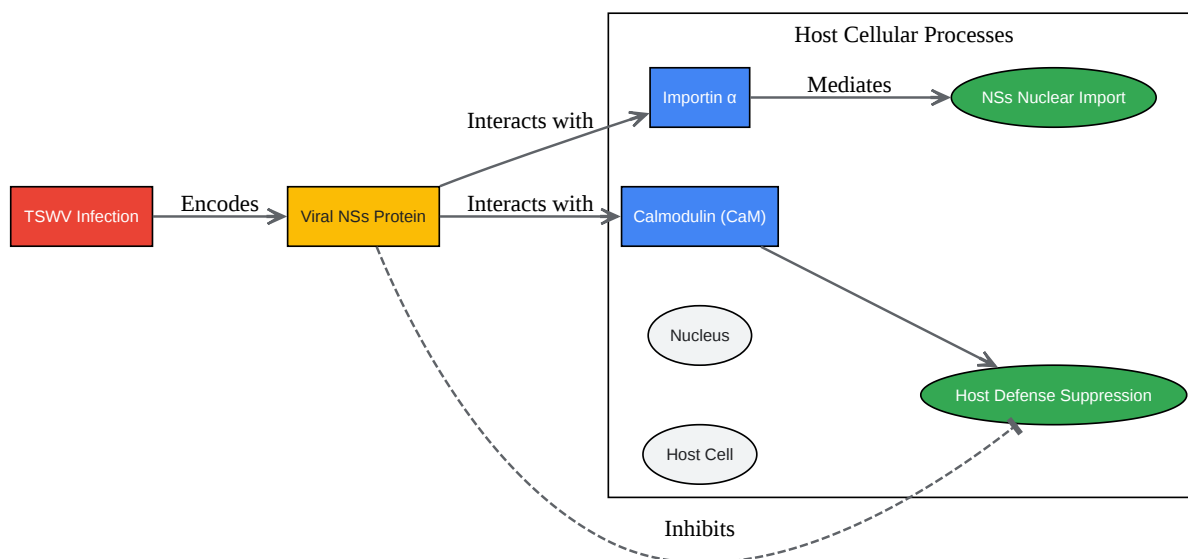 Host Cellular Processes
Importin α
Mediates
NSs Nuclear Import
Interacts with
TSWV Infection
Encodes
Viral NSs Protein
Interacts with
Calmodulin (CaM)
Nucleus
Host Defense Suppression
Host Cell
Inhibits